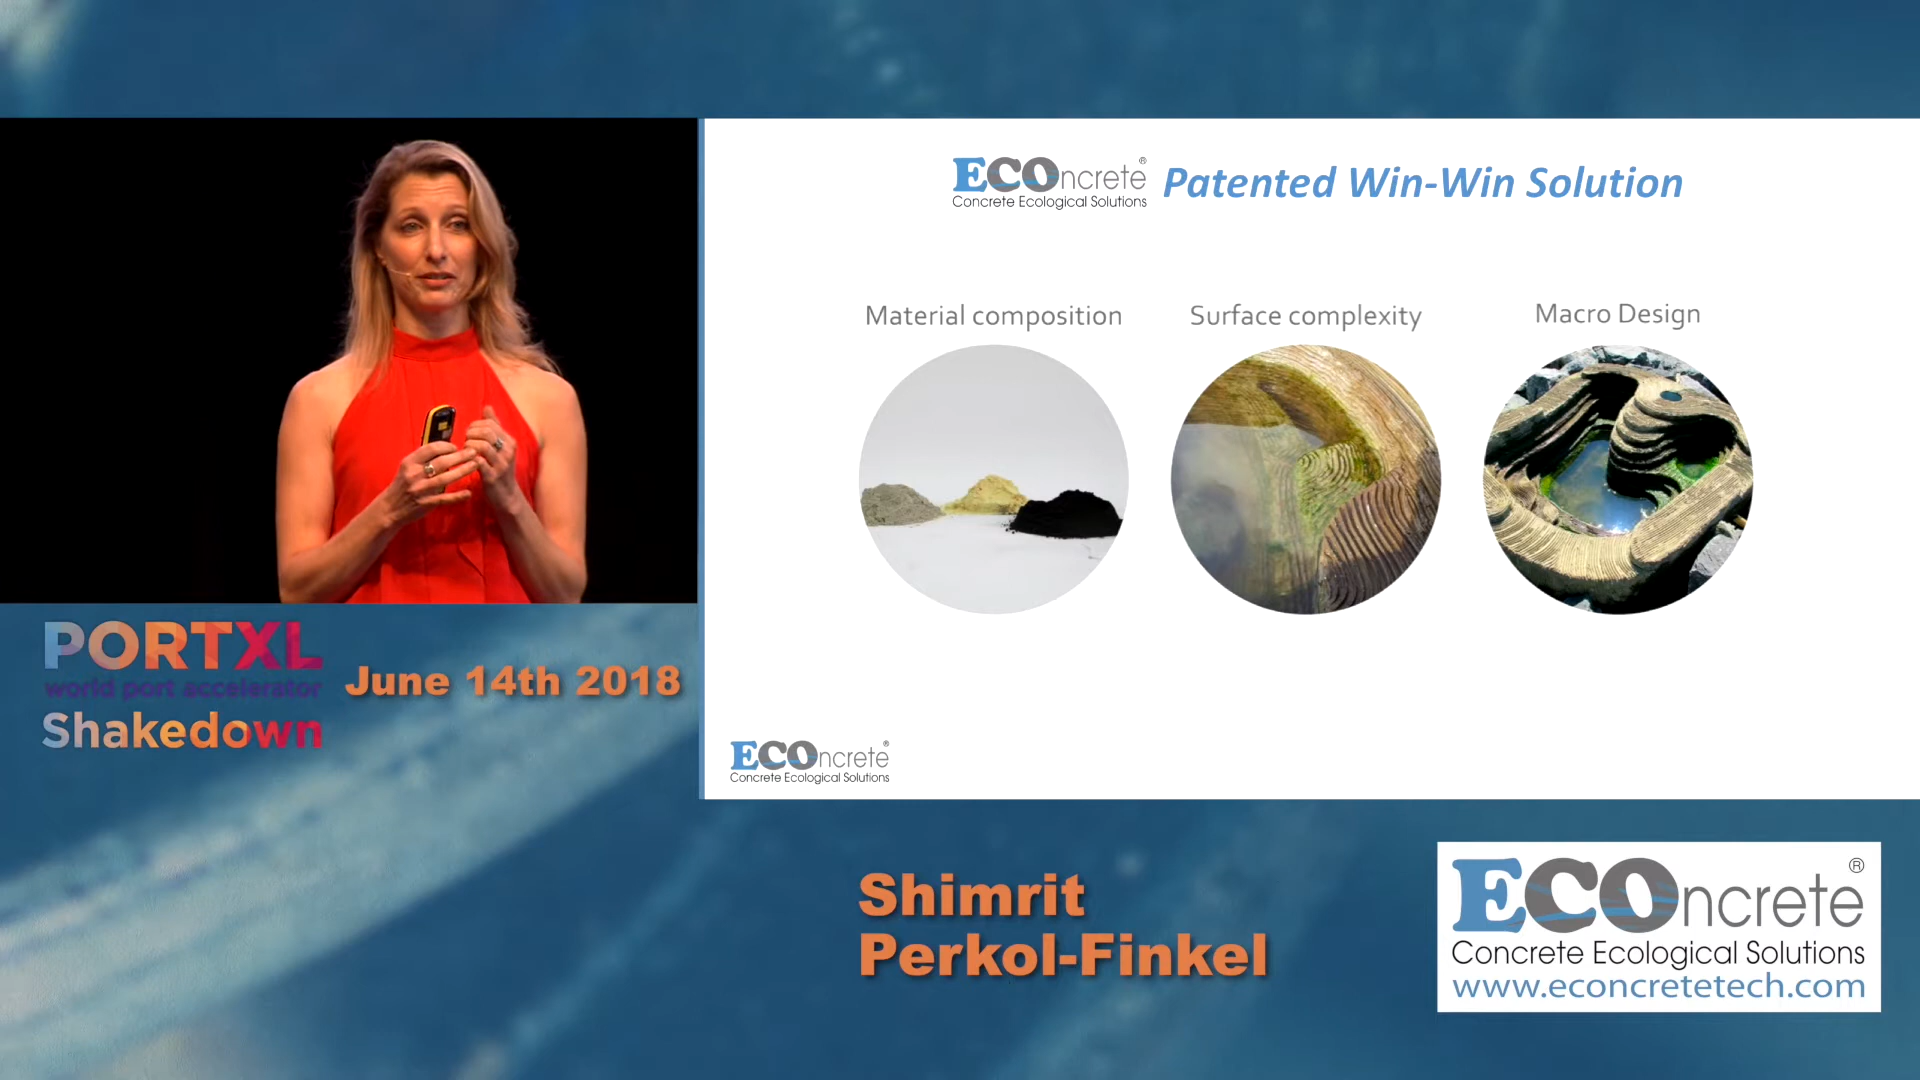 ECOncrete® Patented Win-Win Solution
Concrete Ecological Solutions
Material composition
Surface complexity
Macro Design
ECOncrete®
Concrete Ecological Solutions
PORTXL
world port accelerator
Shakedown
June 14th 2018
Shimrit
Perkol-Finkel
ECOncrete®
Concrete Ecological Solutions
www.econcretetech.com